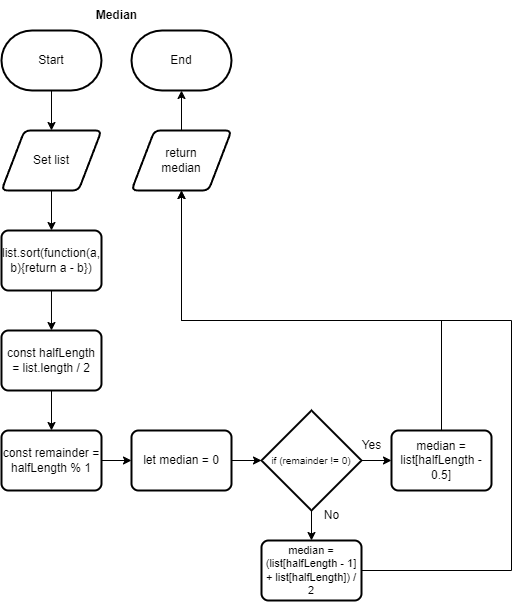 Median
Start
End
Set list
return
median
list.sort(function(a,
b){return a - b})
const halfLength
= list.length / 2
const remainder =
halfLength % 1
let median = 0
if (remainder != 0)
Yes
median =
list[halfLength -
0.5]
No
median =
(list[halfLength - 1]
+ list[halfLength]) /
2